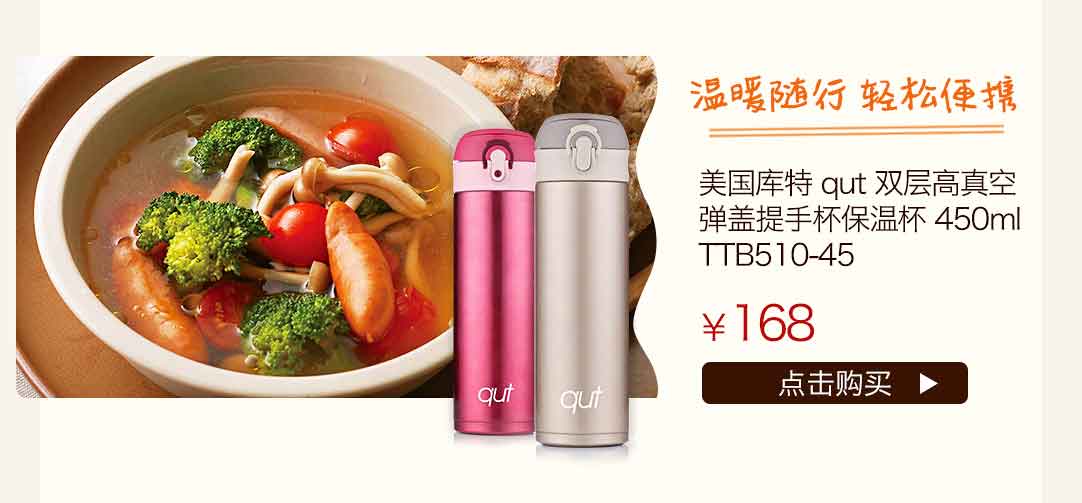 温暖随行 轻松便携
美国库特 qut 双层高真空
弹盖提手杯保温杯 450ml
TTB510-45
￥168
点击购买
qut
qut